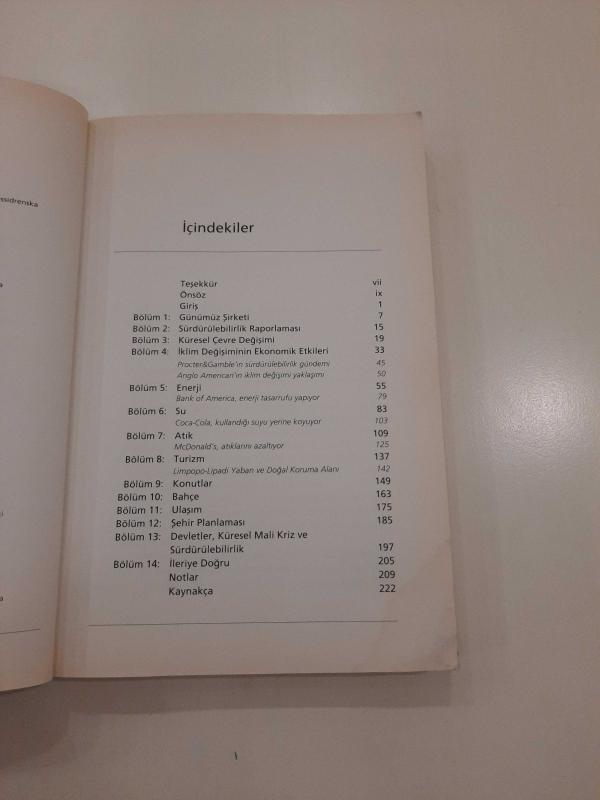 ssidrenska
İçindekiler
Teşekkür vii
Önsöz ix
Giriş 1
Bölüm 1: Günümüz Şirketi 7
Bölüm 2: Sürdürülebilirlik Raporlaması 15
Bölüm 3: Küresel Çevre Değişimi 19
Bölüm 4: İklim Değişiminin Ekonomik Etkileri 33
Procter&Gamble'ın sürdürülebilirlik gündemi 45
Anglo American'ın iklim değişimi yaklaşımı 50
Bölüm 5: Enerji 55
Bank of America, enerji tasarrufu yapıyor 79
Bölüm 6: Su 83
Coca-Cola, kullandığı suyu yerine koyuyor 103
Bölüm 7: Atık 109
McDonald's, atıklarını azaltıyor 125
Bölüm 8: Turizm 137
Limpopo-Lipadi Yaban ve Doğal Koruma Alanı 142
Bölüm 9: Konutlar 149
Bölüm 10: Bahçe 163
Bölüm 11: Ulaşım 175
Bölüm 12: Şehir Planlaması 185
Bölüm 13: Devletler, Küresel Mali Kriz ve
Sürdürülebilirlik 197
Bölüm 14: İleriye Doğru 205
Notlar 209
Kaynakça 222